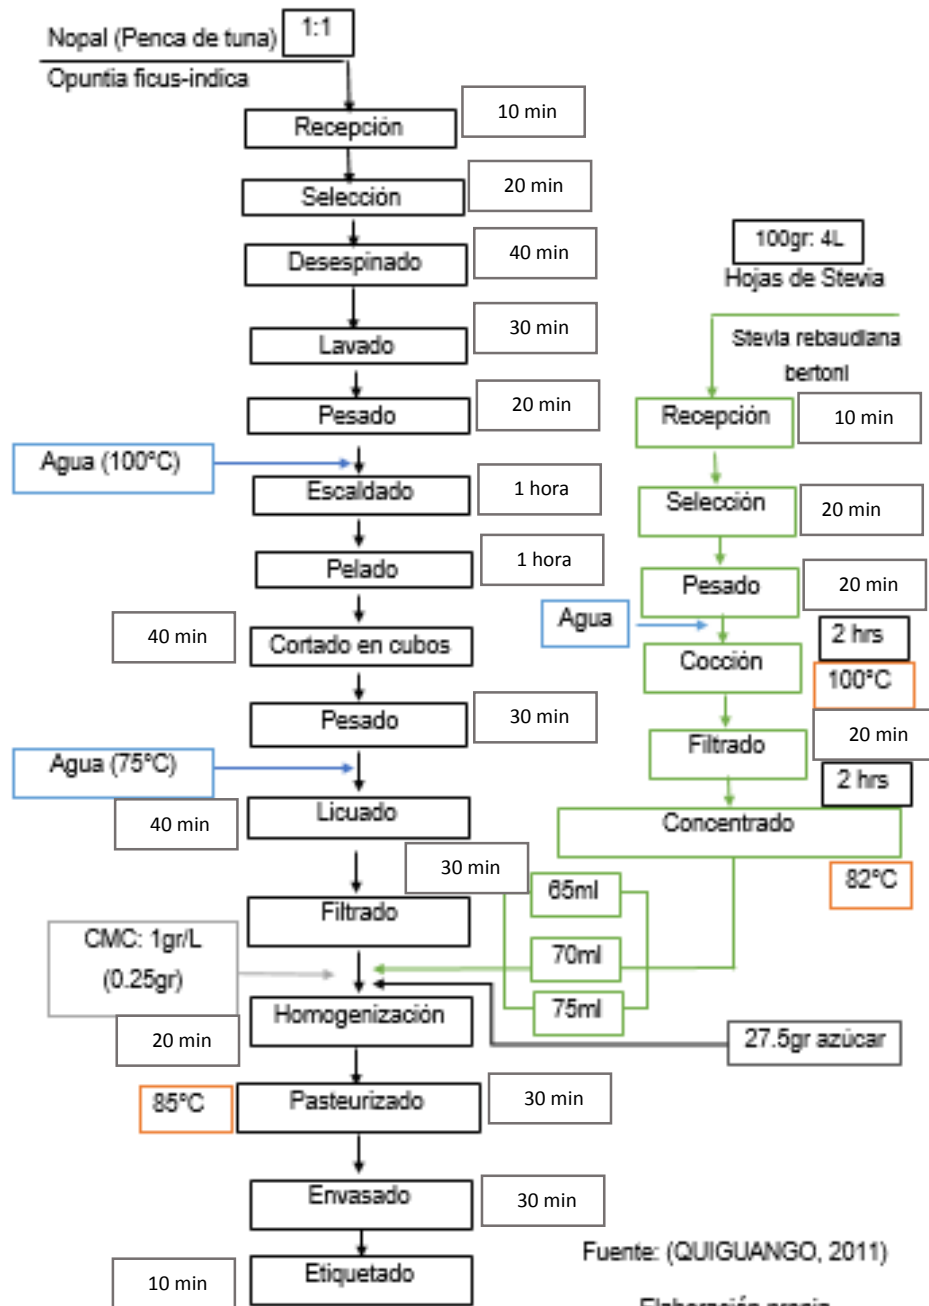 Nopal (Penca de tuna)
1:1
Opuntia ficus-indica
Recepción
10 min
Selección
20 min
Desespinado
40 min
Lavado
30 min
Pesado
20 min
Agua (100°C)
Escaldado
1 hora
Pelado
1 hora
40 min
Cortado en cubos
Pesado
30 min
Agua (75°C)
40 min
Licuado
30 min
Filtrado
CMC: 1gr/L
(0.25gr)
20 min
Homogenización
85°C
Pasteurizado
30 min
Envasado
30 min
10 min
Etiquetado
100gr: 4L
Hojas de Stevia
Stevia rebaudiana
bertoni
Recepción
10 min
Selección
20 min
Pesado
20 min
Agua
2 hrs
Cocción
100°C
Filtrado
20 min
2 hrs
Concentrado
82°C
65ml
70ml
75ml
27.5gr azúcar
Fuente: (QUIGUANGO, 2011)
Elaboración propia